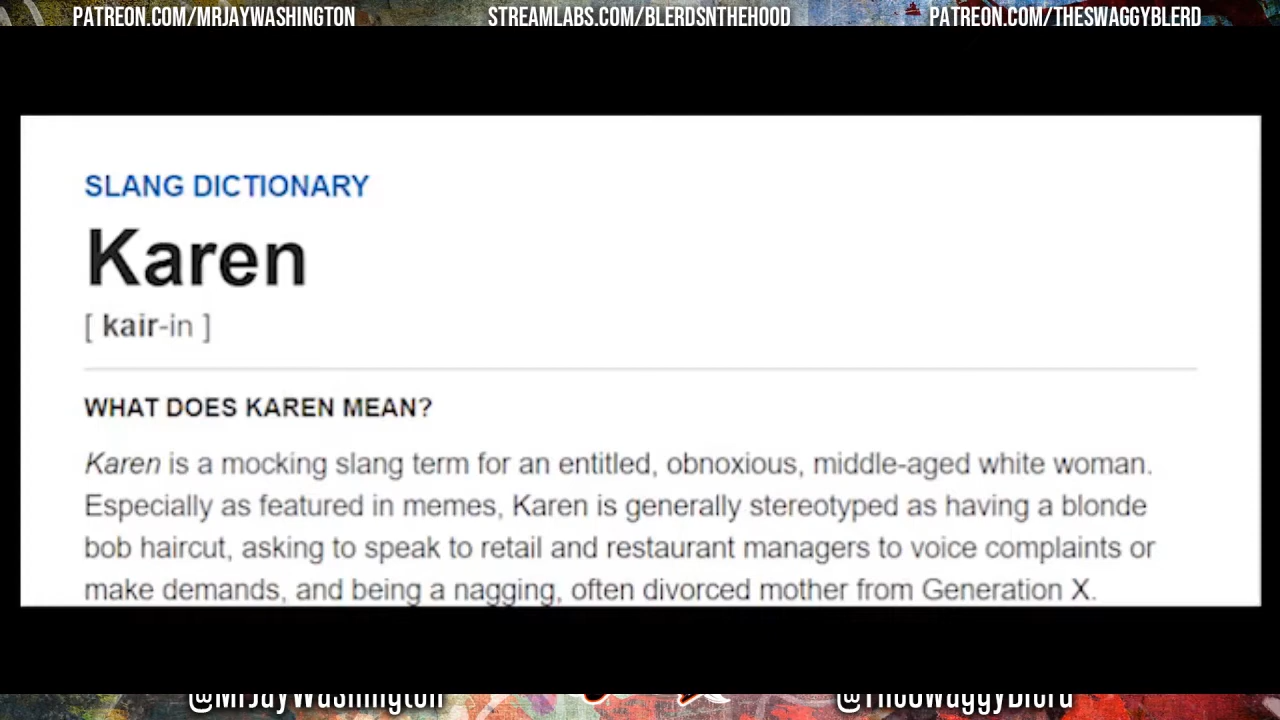 PATREON.COM/MRJAYWASHINGTON STREAMLABS.COM/BLERDSNTHEHOOD PATREON.COM/THESWAGGYBLERD
SLANG DICTIONARY
Karen
[ kair-in ]
WHAT DOES KAREN MEAN?
Karen is a mocking slang term for an entitled, obnoxious, middle-aged white woman.
Especially as featured in memes, Karen is generally stereotyped as having a blonde
bob haircut, asking to speak to retail and restaurant managers to voice complaints or
make demands, and being a nagging, often divorced mother from Generation X.
@MrJayWashington @TheSwaggyBlerd